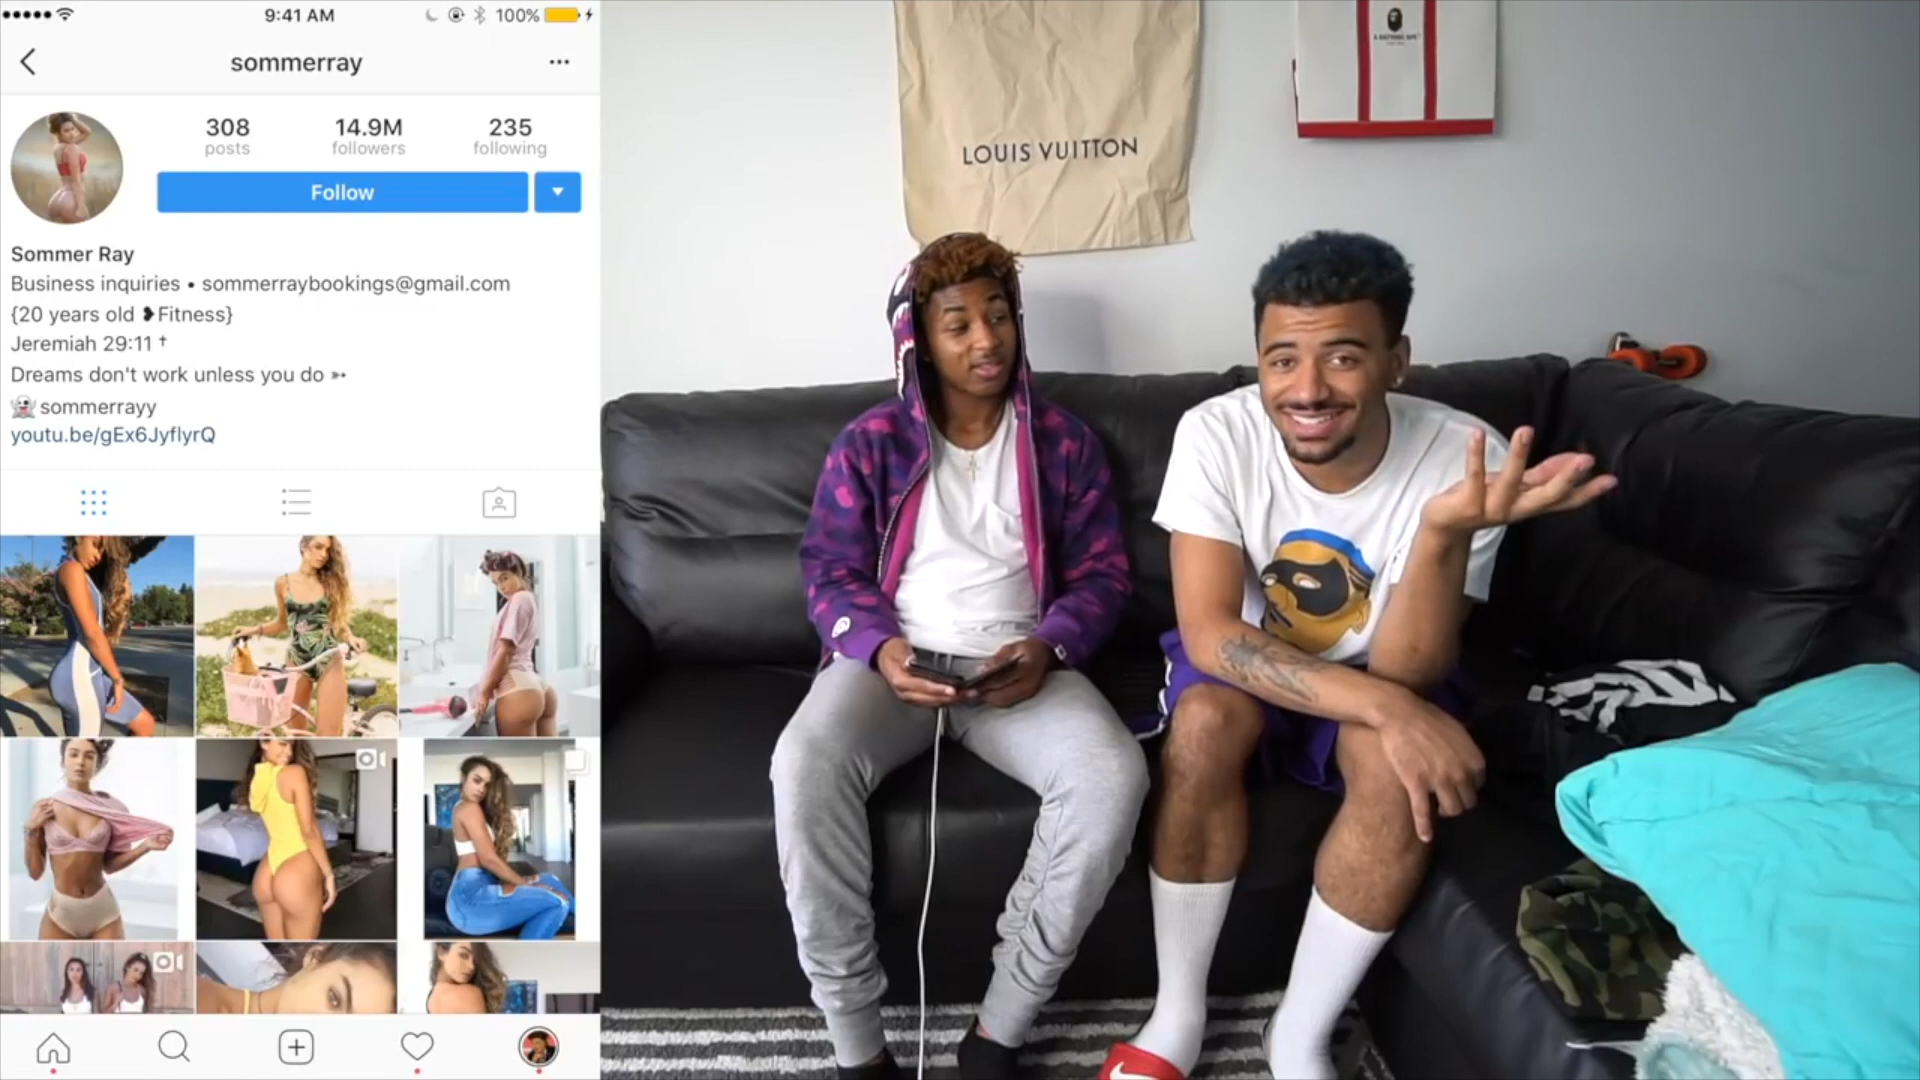 9:41 AM
100%
sommerray
308
posts
14.9M
followers
235
following
Follow
Sommer Ray
Business inquiries • sommerraybookings@gmail.com
{20 years old ❥Fitness}
Jeremiah 29:11 †
Dreams don't work unless you do ➳
👻sommerrayy
youtu.be/gEx6JyflyrQ
LOUIS VUITTON
A BATHING APE